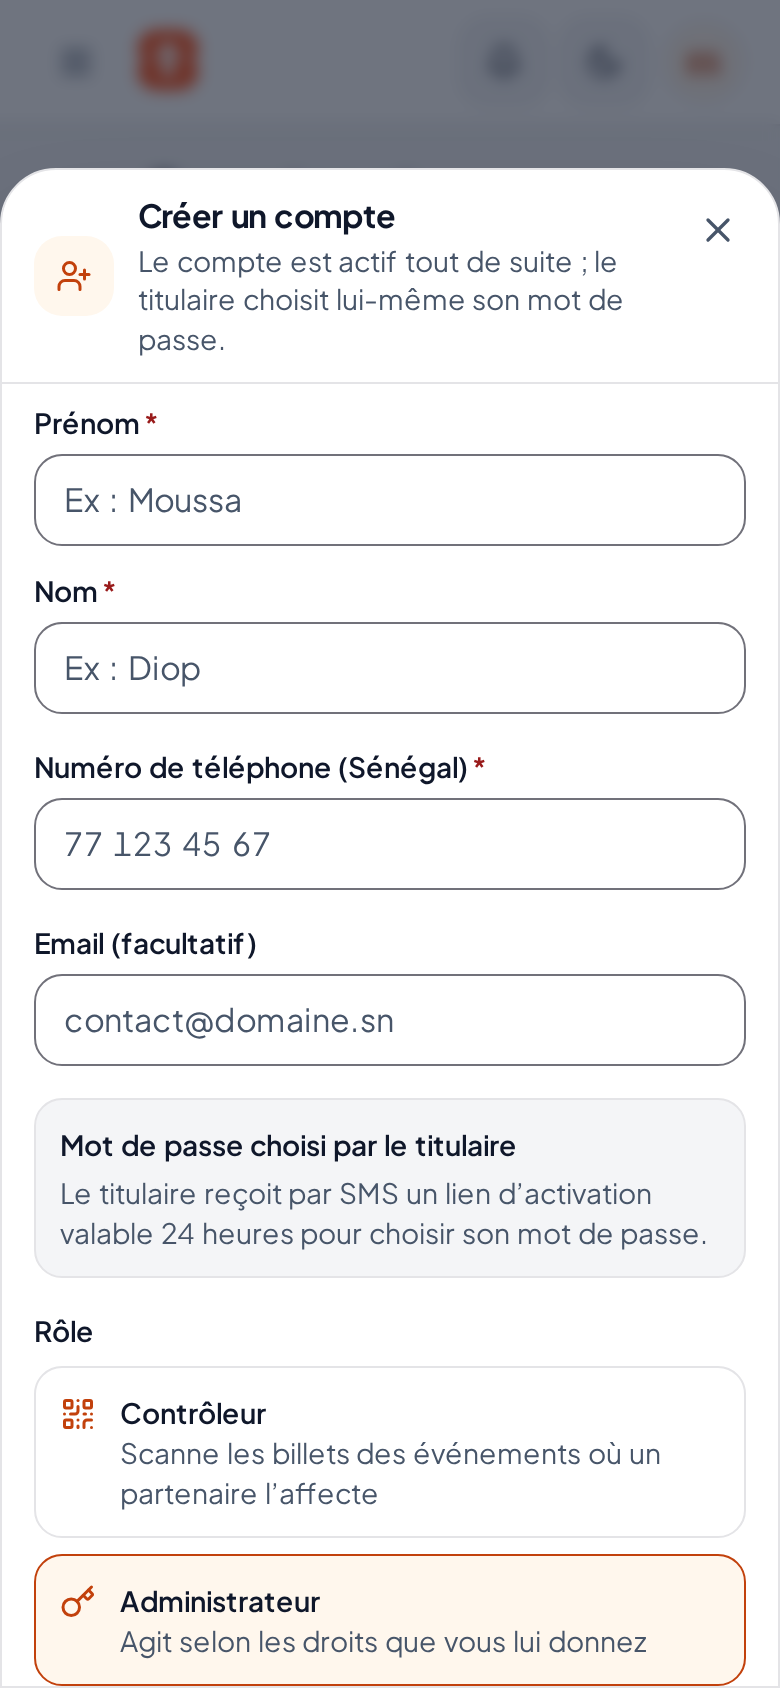 Créer un compte
Le compte est actif tout de suite ; le
titulaire choisit lui-même son mot de
passe.
Prénom *
Ex : Moussa
Nom *
Ex : Diop
Numéro de téléphone (Sénégal) *
77 123 45 67
Email (facultatif)
contact@domaine.sn
Mot de passe choisi par le titulaire
Le titulaire reçoit par SMS un lien d’activation
valable 24 heures pour choisir son mot de passe.
Rôle
Contrôleur
Scanne les billets des événements où un
partenaire l’affecte
Administrateur
Agit selon les droits que vous lui donnez